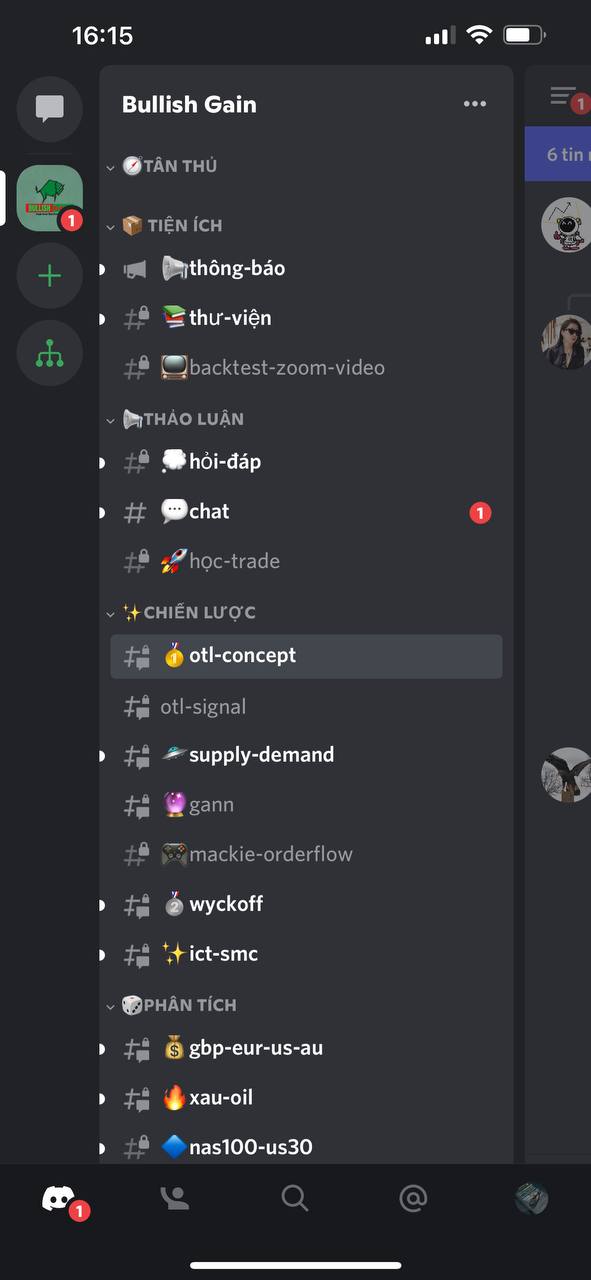 16:15
Bullish Gain
1
6 tin
🧭TÂN THỦ
1
📦 TIỆN ÍCH
📢thông-báo
📚thư-viện
📺backtest-zoom-video
📢THẢO LUẬN
💭hỏi-đáp
💬chat
1
🚀học-trade
✨CHIẾN LƯỢC
🥇otl-concept
otl-signal
🛸supply-demand
🔮gann
🎮mackie-orderflow
🥈wyckoff
✨ict-smc
🎲PHÂN TÍCH
💰gbp-eur-us-au
🔥xau-oil
🔷nas100-us30
1